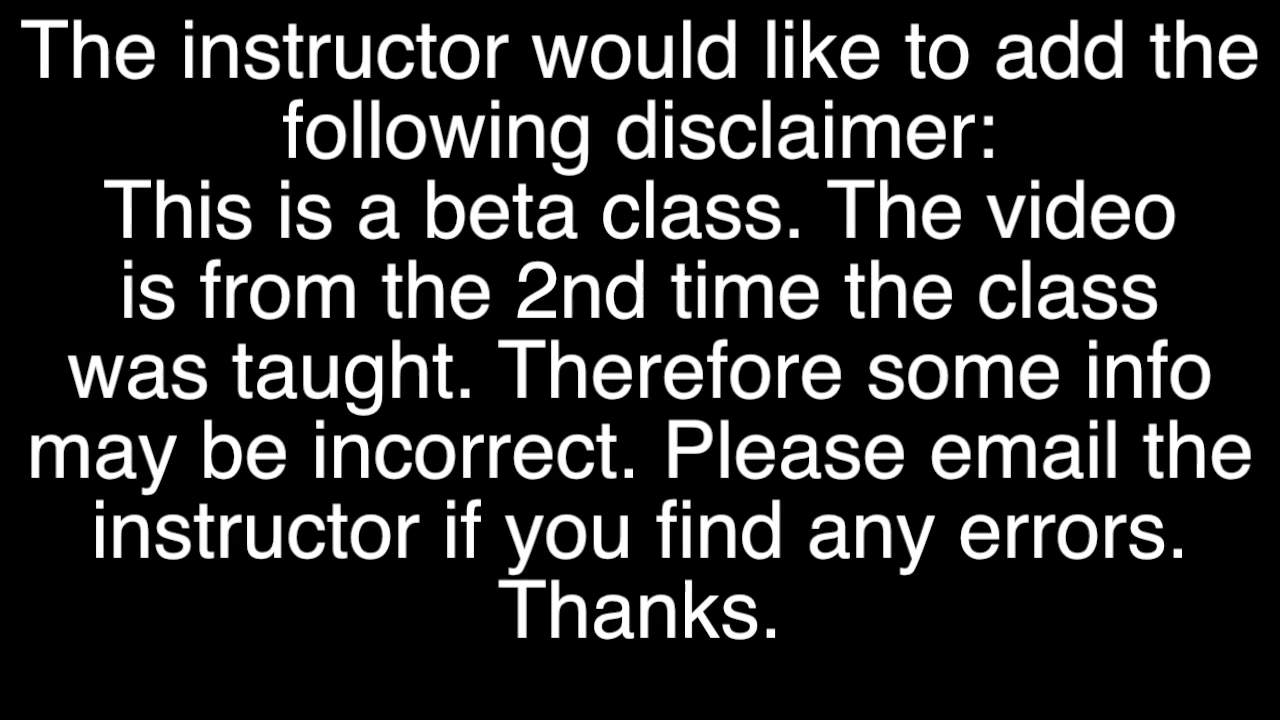 The instructor would like to add the
following disclaimer:
This is a beta class. The video
is from the 2nd time the class
was taught. Therefore some info
may be incorrect. Please email the
instructor if you find any errors.
Thanks.